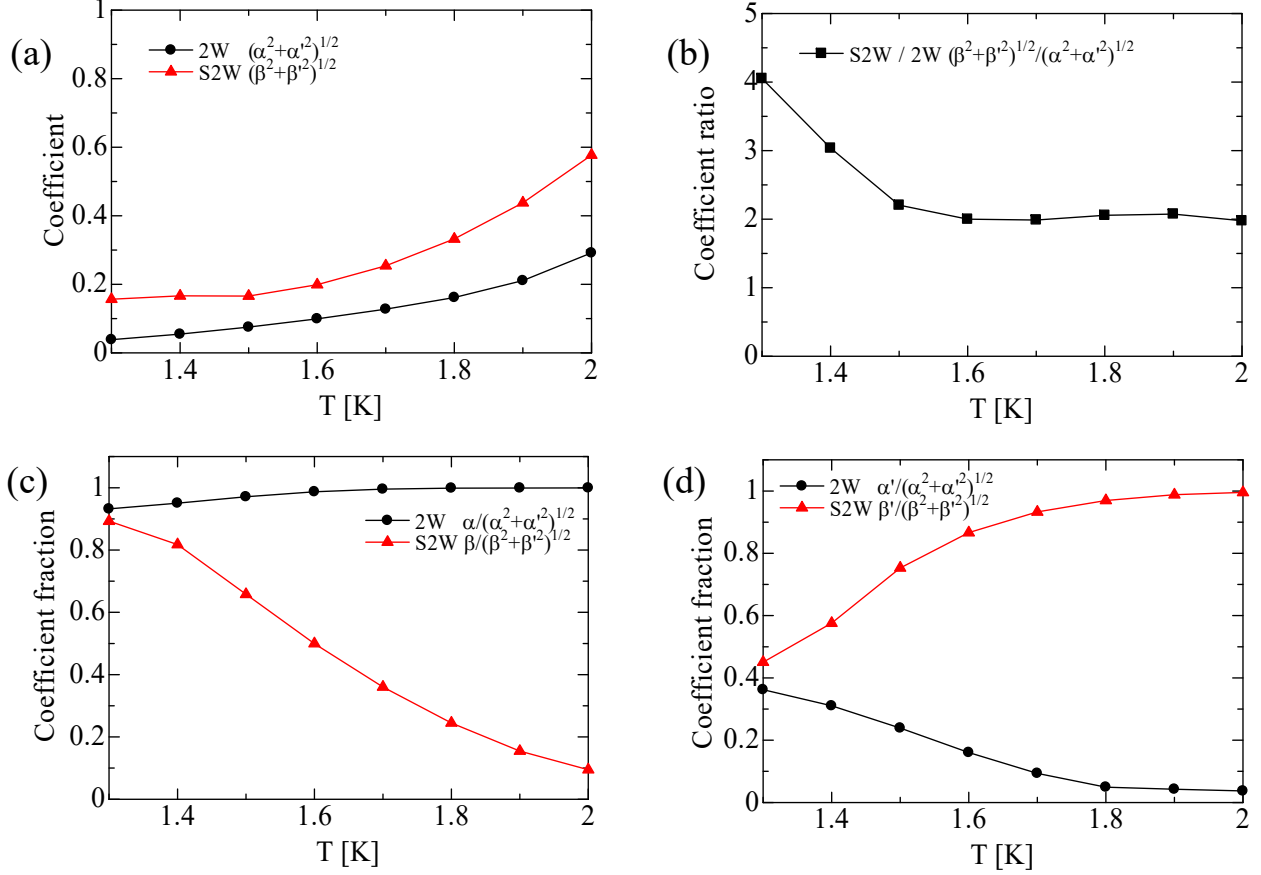 (a)
2W (α²+α'²)^1/2
S2W (β²+β'²)^1/2
Coefficient
1
0.8
0.6
0.4
0.2
0
1.4 1.6 1.8 2
T [K]
(b)
S2W / 2W (β²+β'²)^1/2/(α²+α'²)^1/2
Coefficient ratio
5
4
3
2
1
0
1.4 1.6 1.8 2
T [K]
(c)
2W α/(α²+α'²)^1/2
S2W β/(β²+β'²)^1/2
Coefficient fraction
1
0.8
0.6
0.4
0.2
0
1.4 1.6 1.8 2
T [K]
(d)
2W α'/(α²+α'²)^1/2
S2W β'/(β²+β'²)^1/2
Coefficient fraction
1
0.8
0.6
0.4
0.2
0
1.4 1.6 1.8 2
T [K]